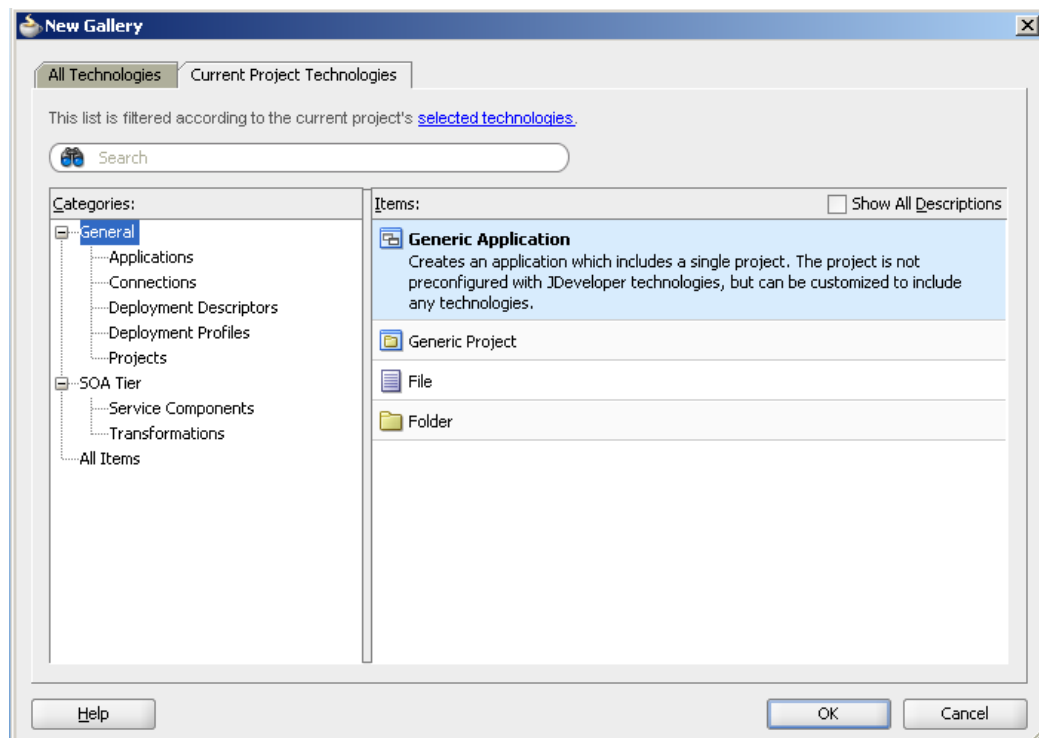 New Gallery
All Technologies
Current Project Technologies
This list is filtered according to the current project's selected technologies.
Search
Categories:
General
Applications
Connections
Deployment Descriptors
Deployment Profiles
Projects
SOA Tier
Service Components
Transformations
All Items
Items:
Show All Descriptions
Generic Application
Creates an application which includes a single project. The project is not
preconfigured with JDeveloper technologies, but can be customized to include
any technologies.
Generic Project
File
Folder
Help
OK
Cancel